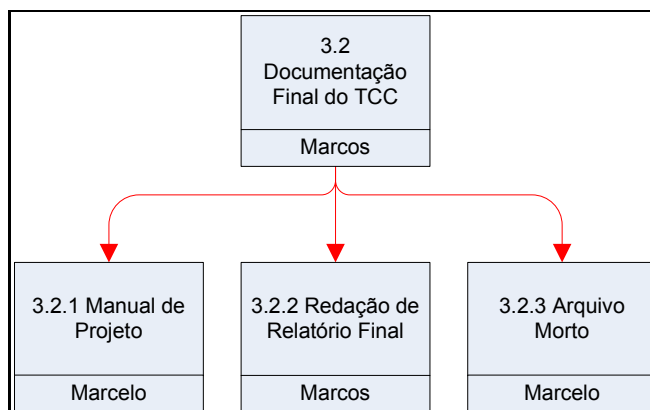 3.2
Documentação
Final do TCC
Marcos
3.2.1 Manual de
Projeto
Marcelo
3.2.2 Redação de
Relatório Final
Marcos
3.2.3 Arquivo
Morto
Marcelo